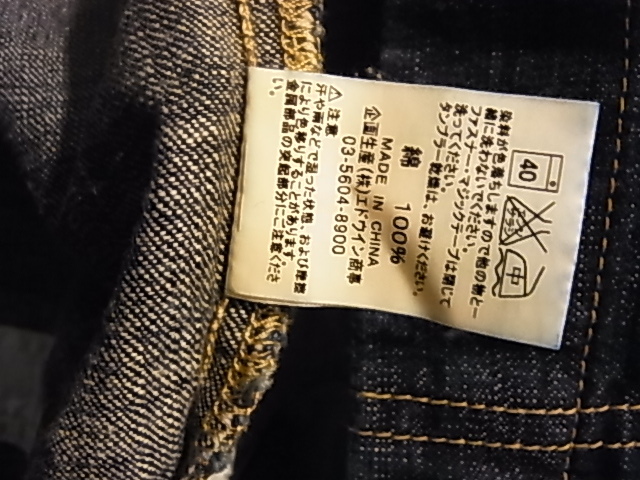 40
エンソ
中
染料が色落ちしますので他の物と一
緒に洗わないでください。
ファスナー・マジックテープは閉じて
洗ってください。
タンブラー乾燥は、お避けください。
綿 100%
MADE IN CHINA
企画生産(株)エドウイン商事
03-5604-8900
⚠注意
汗や雨などで湿った状態、および摩擦
により色移りすることがあります。
金属部品の突起部分にご注意くださ
い。